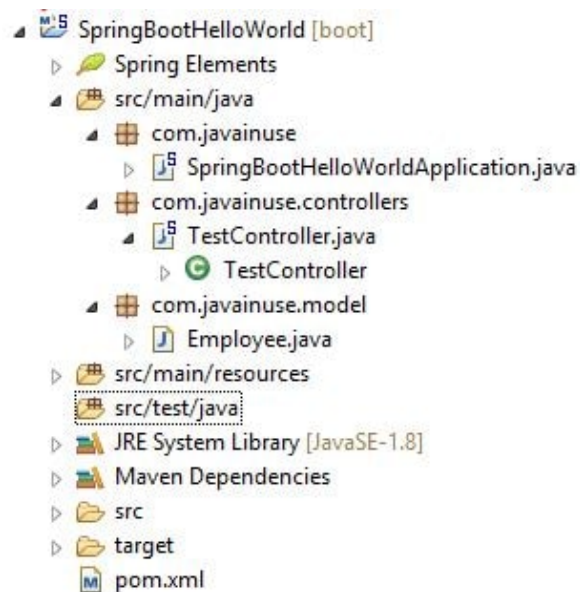 SpringBootHelloWorld [boot]
Spring Elements
src/main/java
com.javainuse
SpringBootHelloWorldApplication.java
com.javainuse.controllers
TestController.java
TestController
com.javainuse.model
Employee.java
src/main/resources
src/test/java
JRE System Library [JavaSE-1.8]
Maven Dependencies
src
target
pom.xml